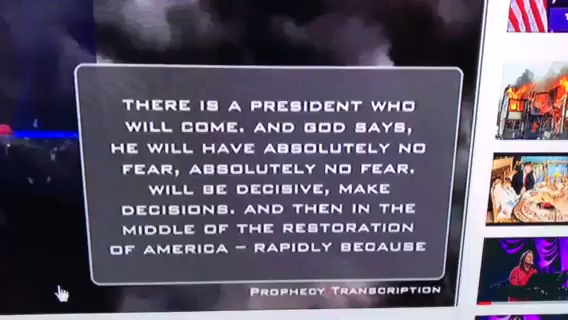 THERE IS A PRESIDENT WHO
WILL COME. AND GOD SAYS,
HE WILL HAVE ABSOLUTELY NO
FEAR, ABSOLUTELY NO FEAR.
WILL BE DECISIVE, MAKE
DECISIONS. AND THEN IN THE
MIDDLE OF THE RESTORATION
OF AMERICA – RAPIDLY BECAUSE
PROPHECY TRANSCRIPTION